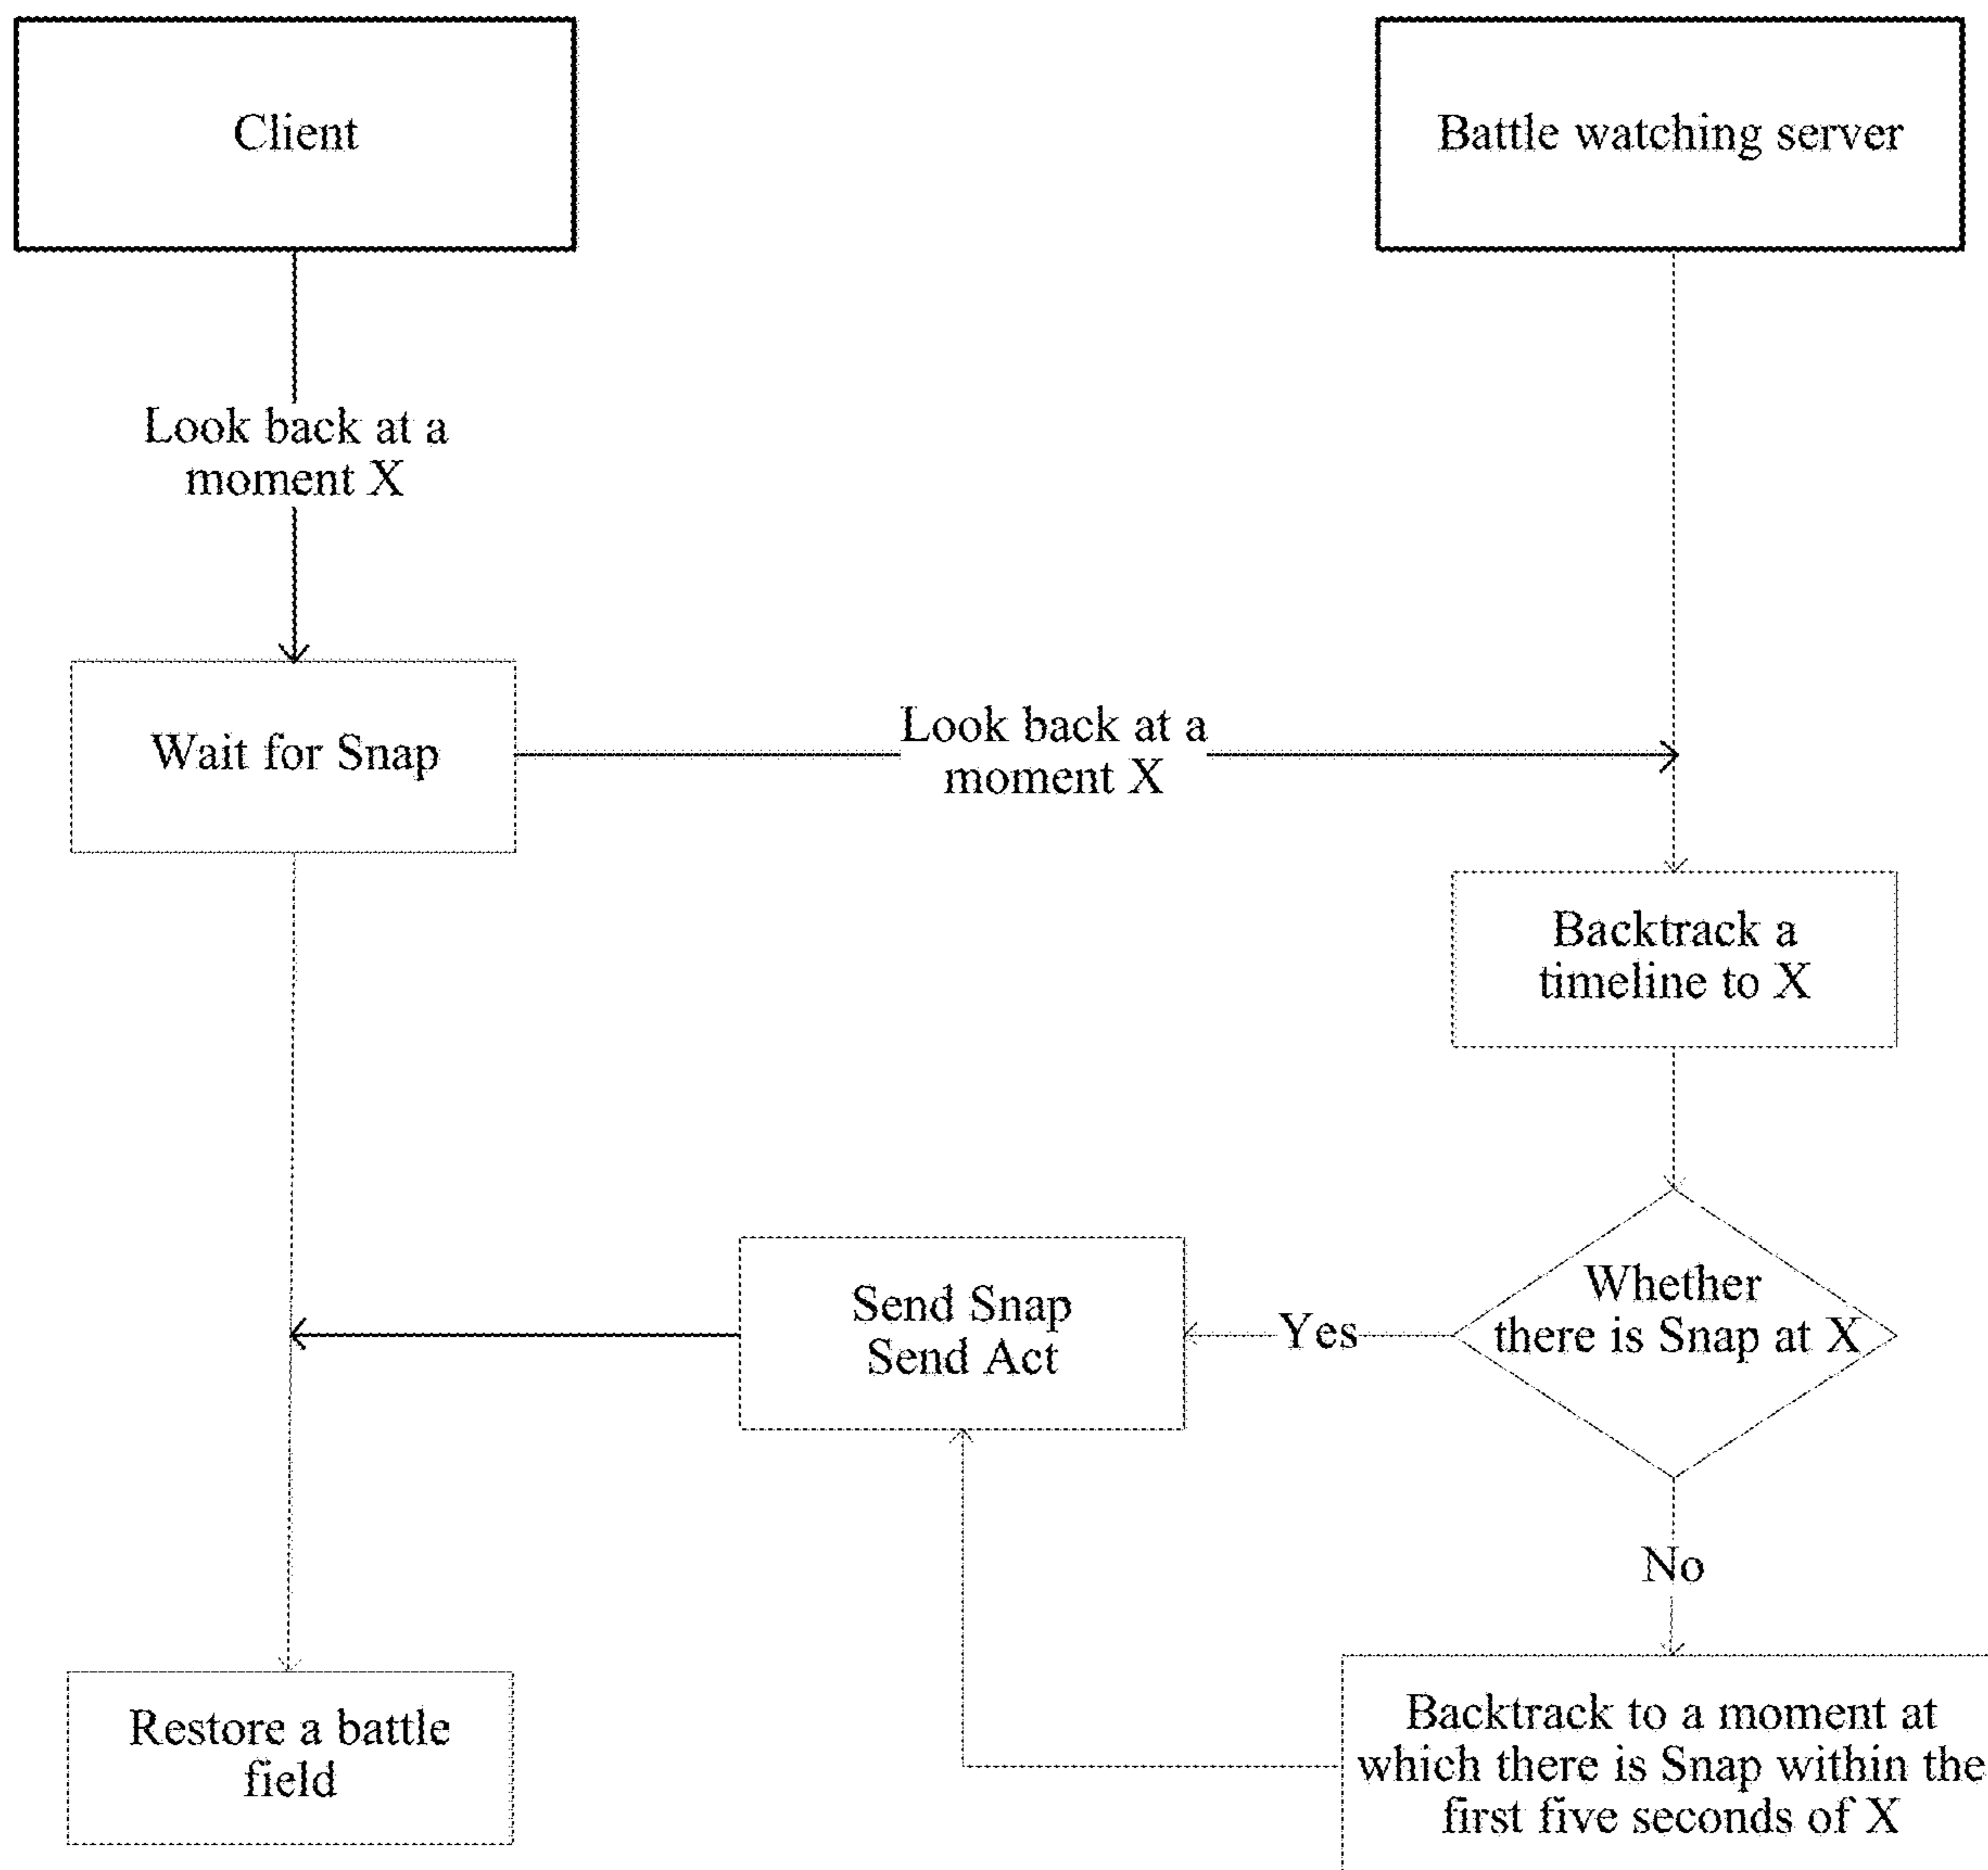 Client
Battle watching server
Look back at a
moment X
Wait for Snap
Look back at a
moment X
Backtrack a
timeline to X
Whether
there is Snap at X
Yes
Send Snap
Send Act
No
Restore a battle
field
Backtrack to a moment at
which there is Snap within the
first five seconds of X